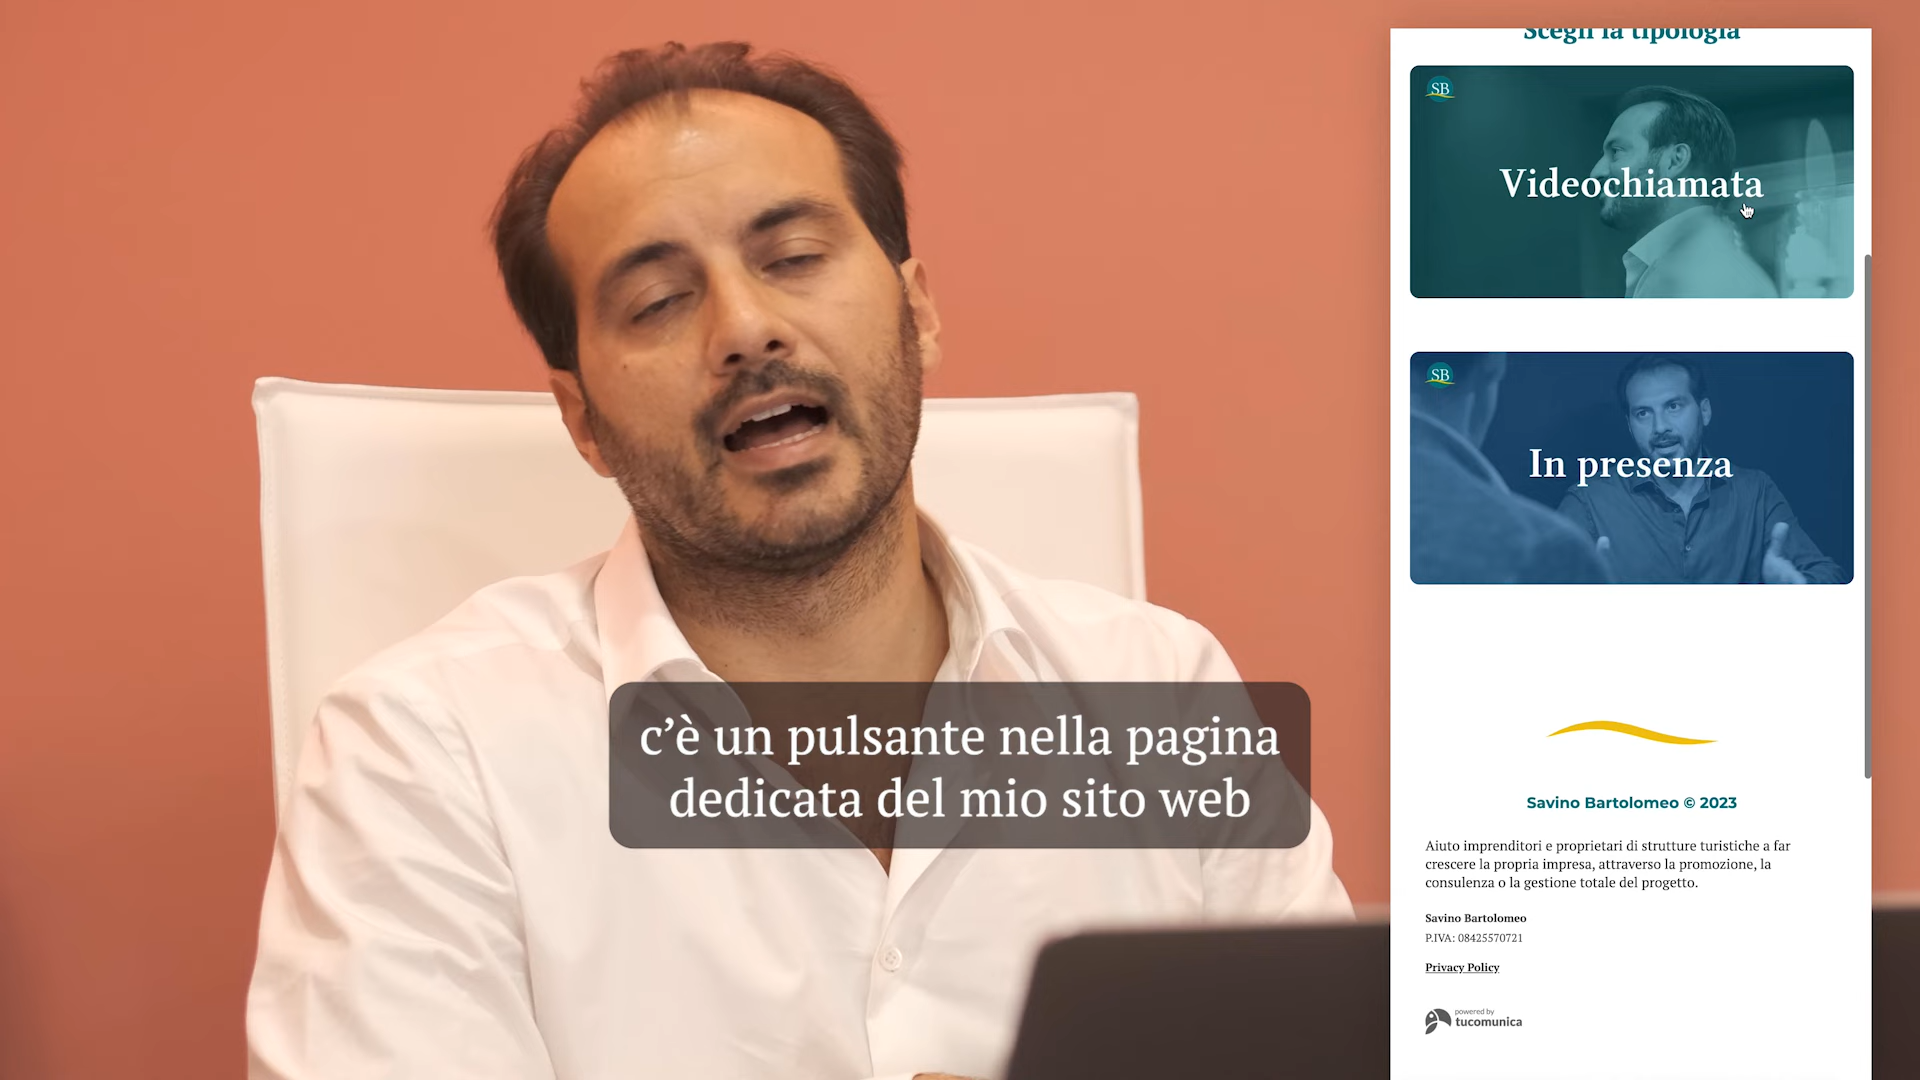 c’è un pulsante nella pagina
dedicata del mio sito web
Scegli la tipologia
SB
Videochiamata
SB
In presenza
Savino Bartolomeo © 2023
Aiuto imprenditori e proprietari di strutture turistiche a far
crescere la propria impresa, attraverso la promozione, la
consulenza o la gestione totale del progetto.
Savino Bartolomeo
P.IVA: 08425570721
Privacy Policy
powered by
tucomunica